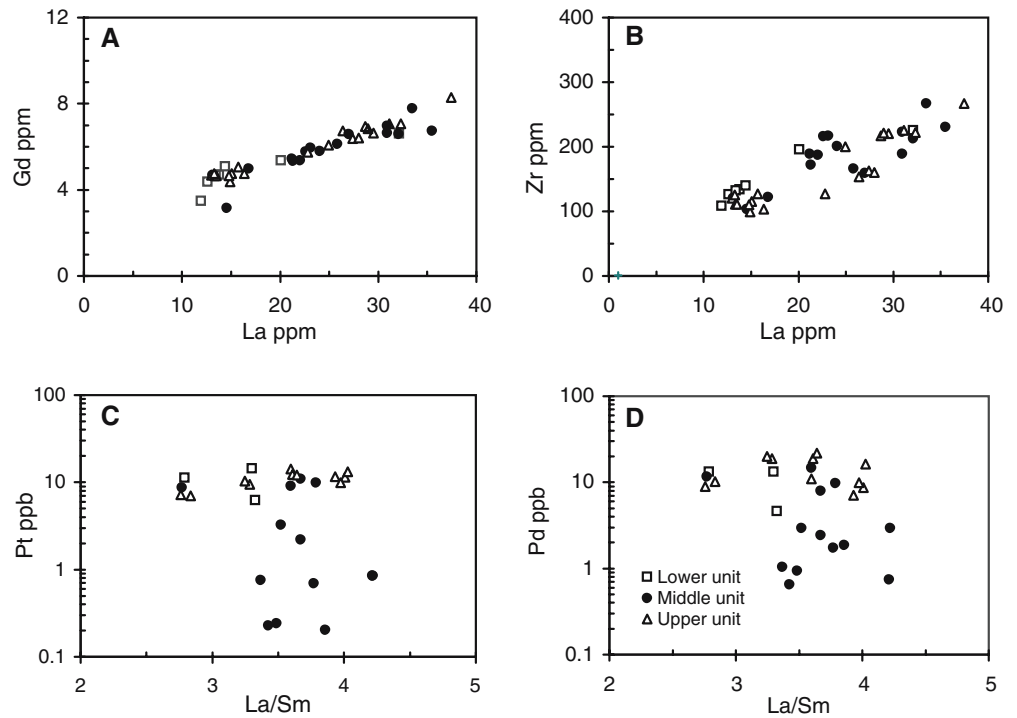 A
12
8
4
0
Gd ppm
0 10 20 30 40
La ppm
B
400
300
200
100
0
Zr ppm
0 10 20 30 40
La ppm
C
100
10
1
0.1
Pt ppb
2 3 4 5
La/Sm
D
100
10
1
0.1
Pd ppb
Lower unit
Middle unit
Upper unit
2 3 4 5
La/Sm